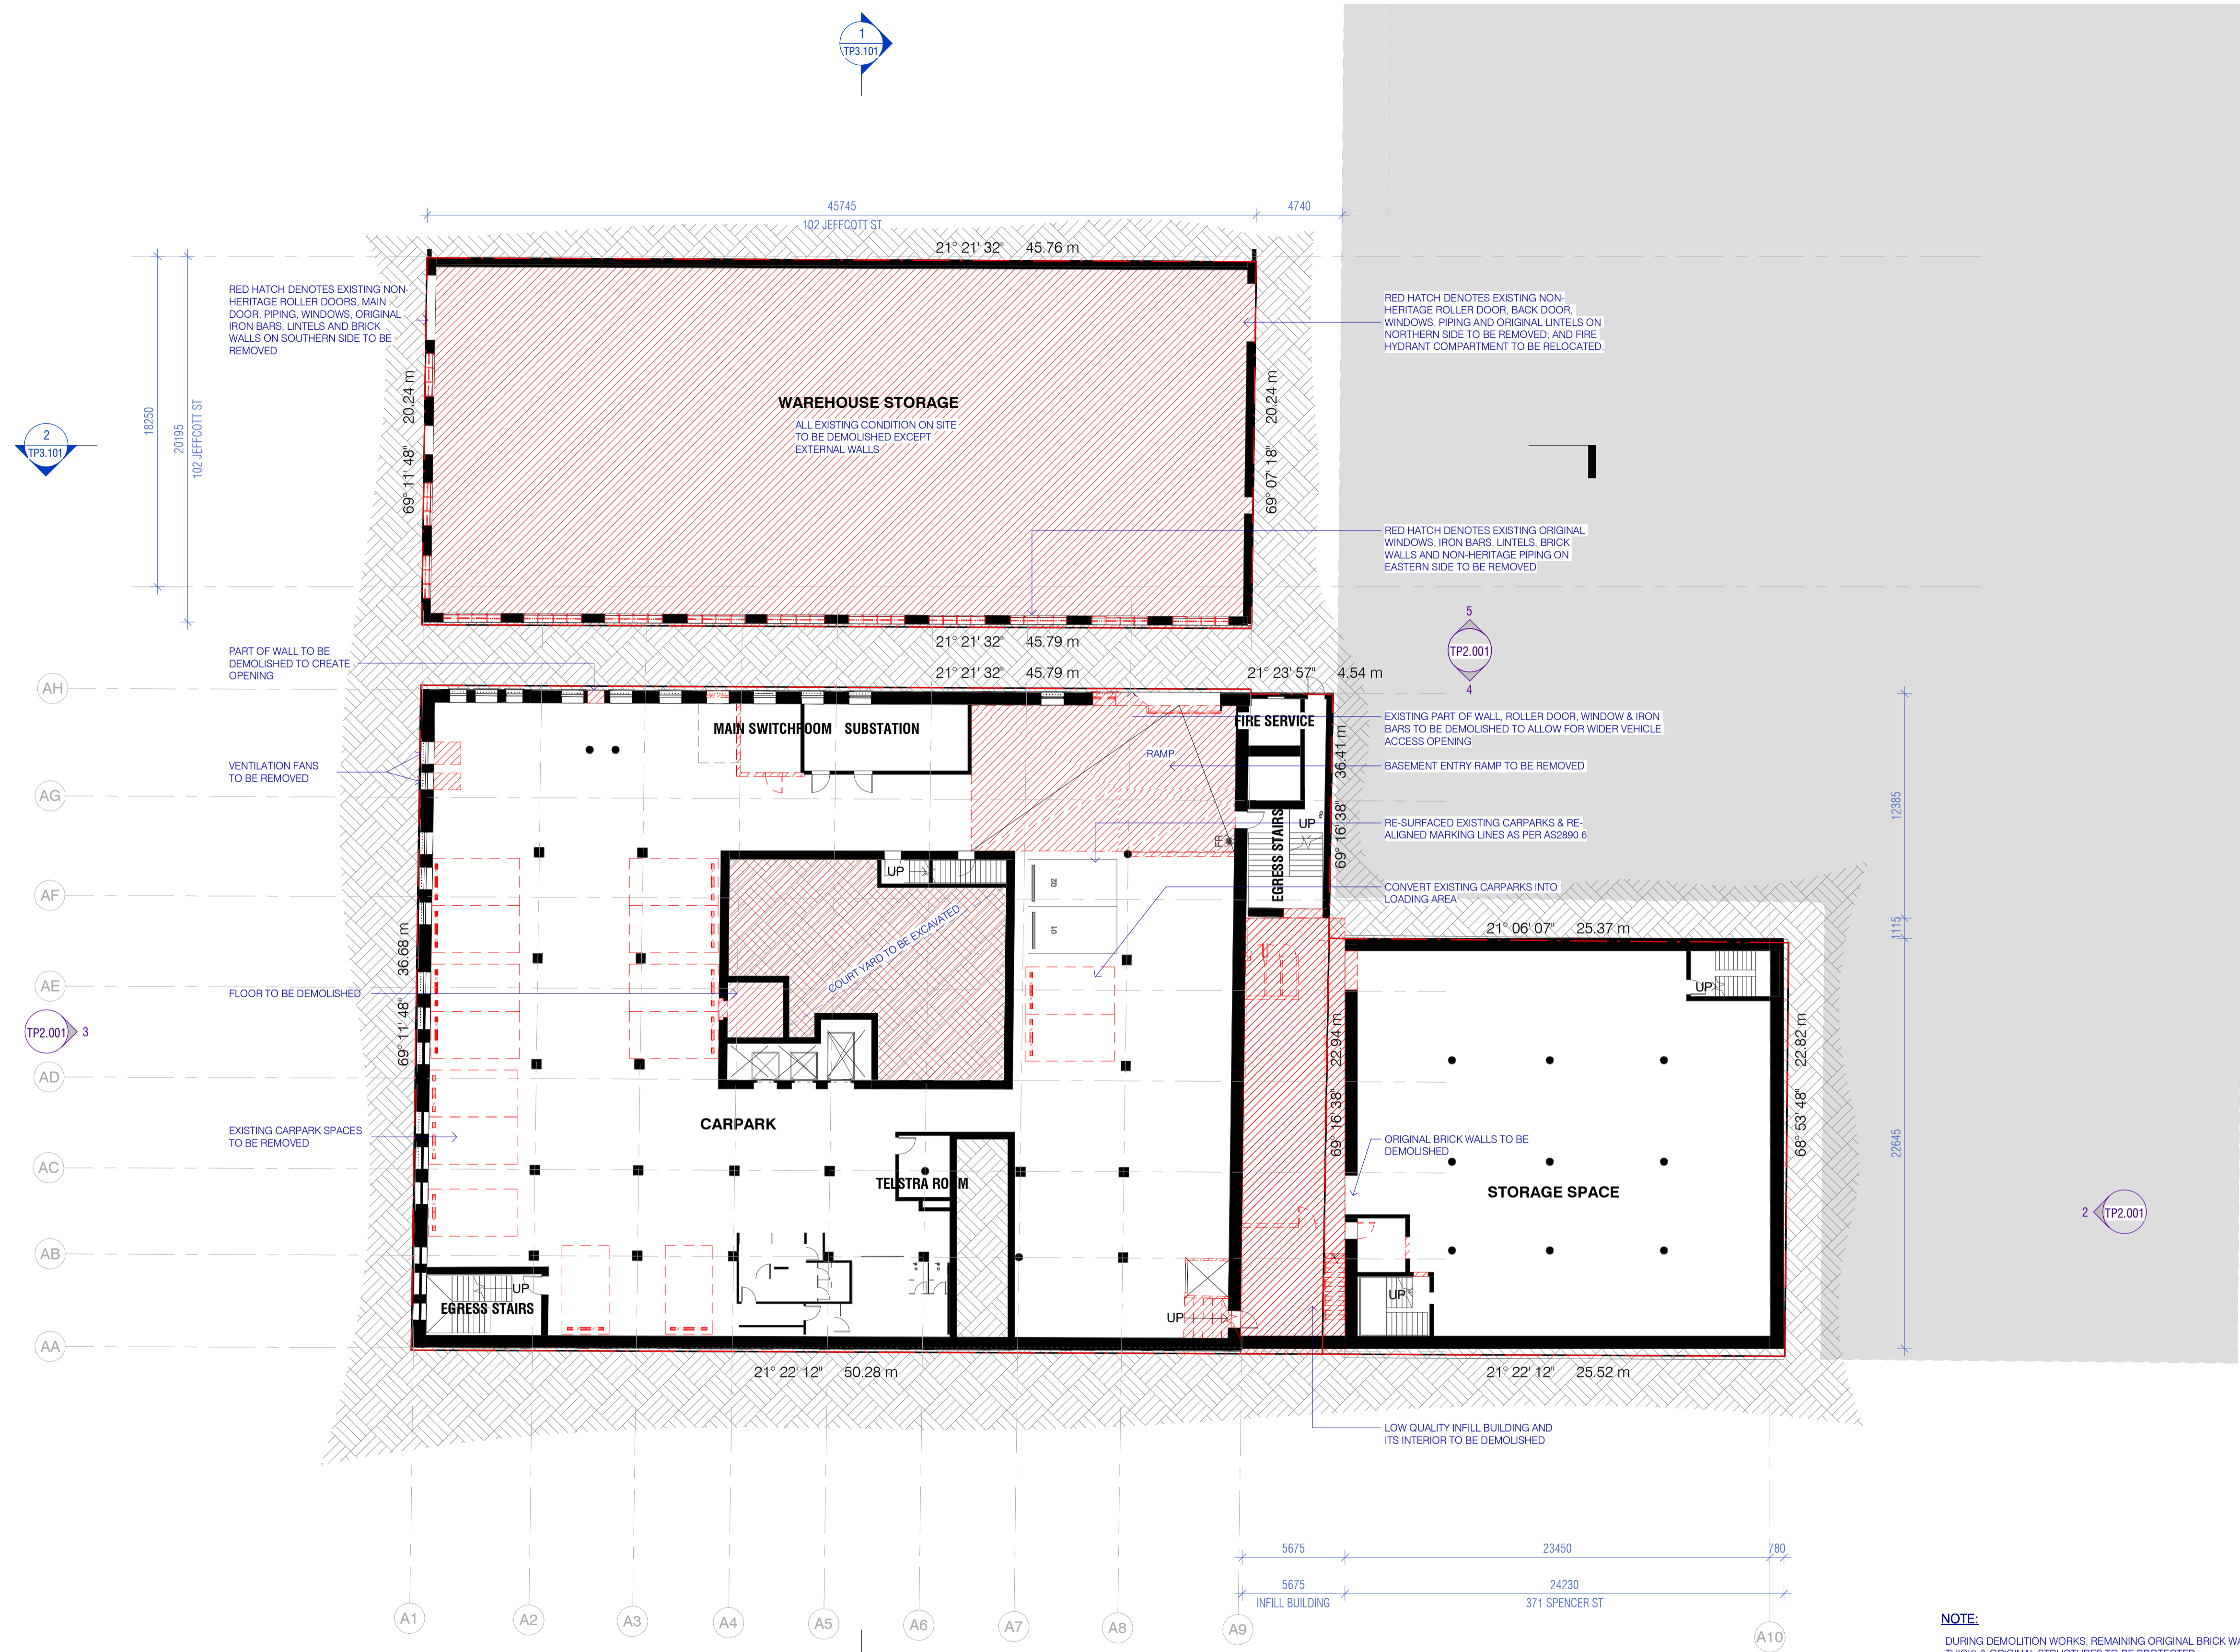 1
TP3.101
45745
4740
102 JEFFCOTT ST
21° 21' 32" 45.76 m
RED HATCH DENOTES EXISTING NON-
HERITAGE ROLLER DOORS, MAIN
DOOR, PIPING, WINDOWS, ORIGINAL
IRON BARS, LINTELS AND BRICK
WALLS ON SOUTHERN SIDE TO BE
REMOVED
RED HATCH DENOTES EXISTING NON-
HERITAGE ROLLER DOOR, BACK DOOR,
WINDOWS, PIPING AND ORIGINAL LINTELS ON
NORTHERN SIDE TO BE REMOVED; AND FIRE
HYDRANT COMPARTMENT TO BE RELOCATED.
18250
20195
102 JEFFCOTT ST
69° 11' 48" 20.24 m
WAREHOUSE STORAGE
ALL EXISTING CONDITION ON SITE
TO BE DEMOLISHED EXCEPT
EXTERNAL WALLS
69° 07' 18" 20.24 m
2
TP3.101
RED HATCH DENOTES EXISTING ORIGINAL
WINDOWS, IRON BARS, LINTELS, BRICK
WALLS AND NON-HERITAGE PIPING ON
EASTERN SIDE TO BE REMOVED
21° 21' 32" 45.79 m
21° 21' 32" 45.79 m
21° 23' 57" 4.54 m
5
TP2.001
4
PART OF WALL TO BE
DEMOLISHED TO CREATE
OPENING
AH
MAIN SWITCHROOM
SUBSTATION
FIRE SERVICE
EXISTING PART OF WALL, ROLLER DOOR, WINDOW & IRON
BARS TO BE DEMOLISHED TO ALLOW FOR WIDER VEHICLE
ACCESS OPENING
RAMP
BASEMENT ENTRY RAMP TO BE REMOVED
VENTILATION FANS
TO BE REMOVED
AG
69° 16' 38" 36.41 m
12385
EGRESS STAIRS
UP
FR
RE-SURFACED EXISTING CARPARKS & RE-
ALIGNED MARKING LINES AS PER AS2890.6
UP
02
01
AF
CONVERT EXISTING CARPARKS INTO
LOADING AREA
COURT YARD TO BE EXCAVATED
21° 06' 07" 25.37 m
1115
69° 11' 48" 36.68 m
AE
FLOOR TO BE DEMOLISHED
UP
TP2.001
3
69° 16' 38" 22.94 m
68° 53' 48" 22.82 m
AD
CARPARK
EXISTING CARPARK SPACES
TO BE REMOVED
ORIGINAL BRICK WALLS TO BE
DEMOLISHED
22645
AC
TELSTRA ROOM
STORAGE SPACE
2
TP2.001
AB
UP
EGRESS STAIRS
UP
UP
AA
21° 22' 12" 50.28 m
21° 22' 12" 25.52 m
LOW QUALITY INFILL BUILDING AND
ITS INTERIOR TO BE DEMOLISHED
5675
23450
780
5675
24230
INFILL BUILDING
371 SPENCER ST
A1
A2
A3
A4
A5
A6
A7
A8
A9
A10
NOTE:
DURING DEMOLITION WORKS, REMAINING ORIGINAL BRICK